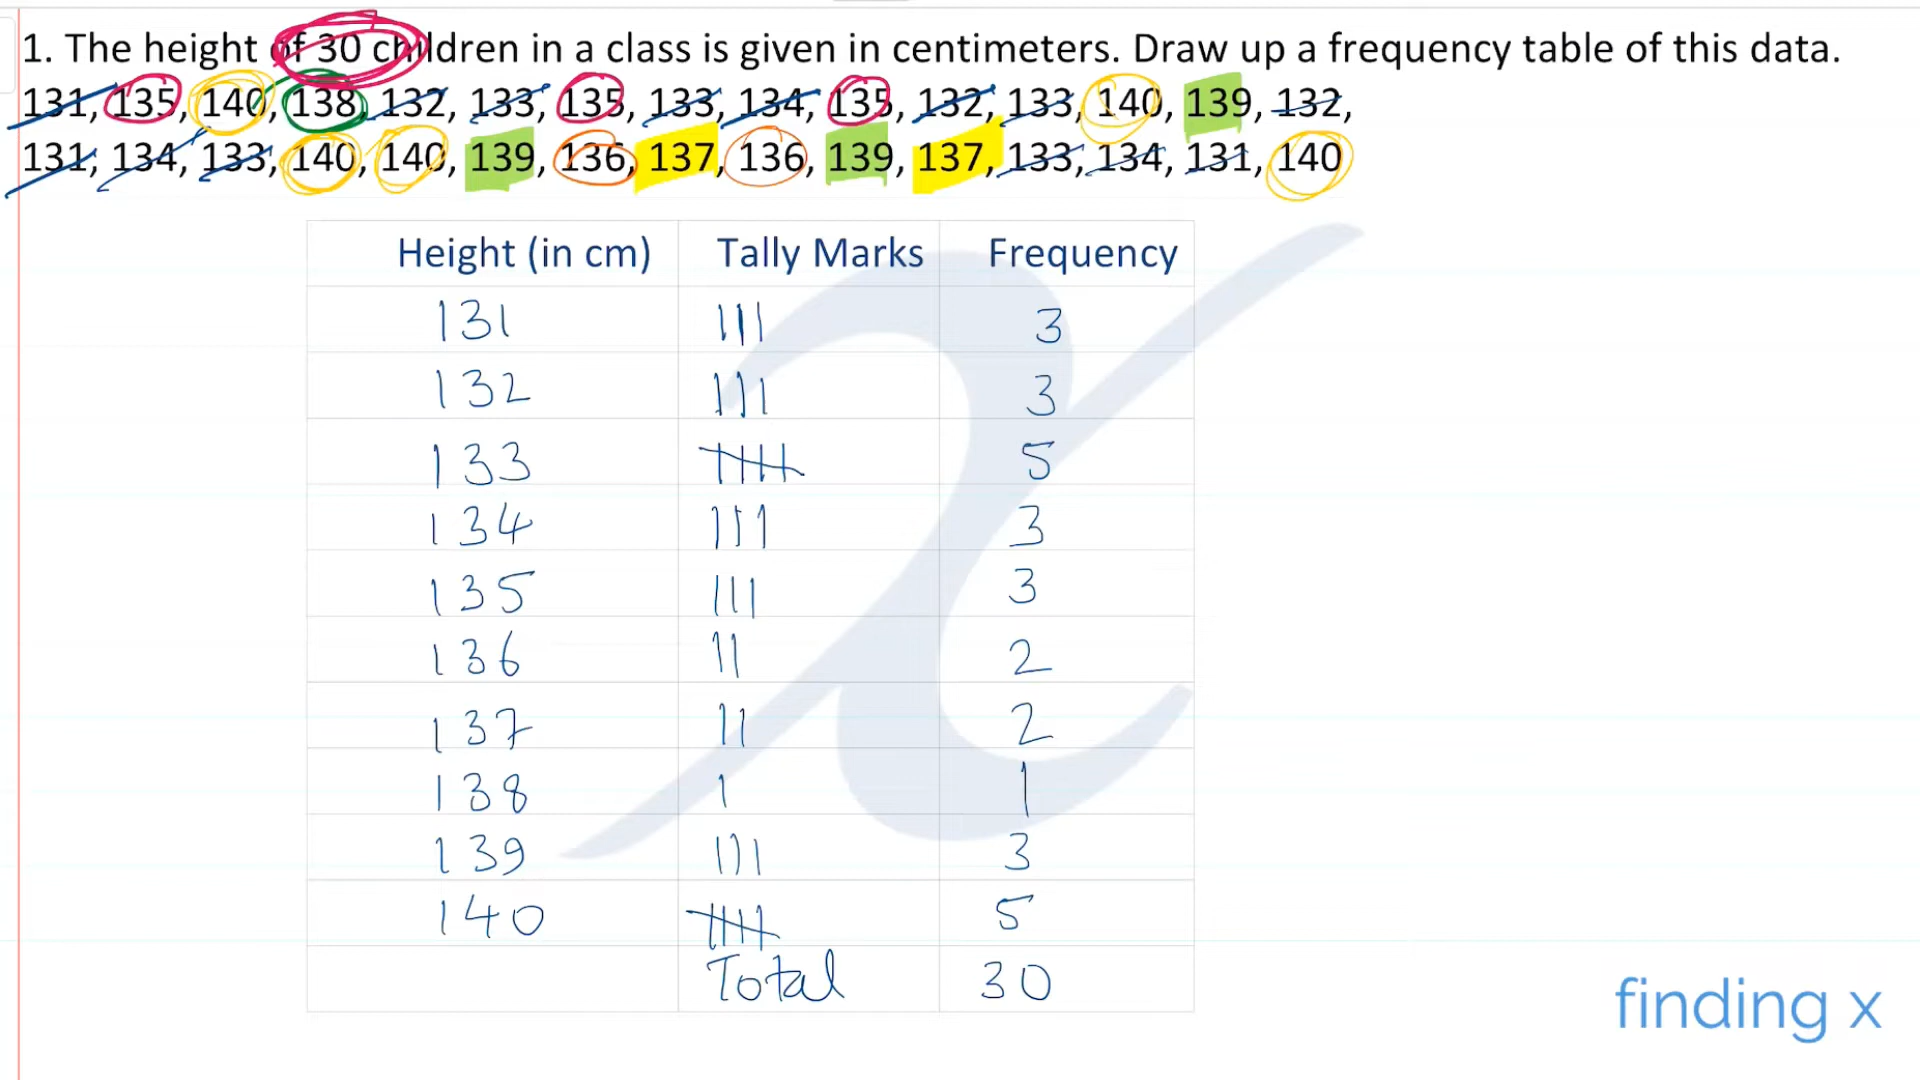 1. The height of 30 children in a class is given in centimeters. Draw up a frequency table of this data.
131, 135, 140, 138, 132, 133, 135, 133, 134, 135, 132, 133, 140, 139, 132,
131, 134, 133, 140, 140, 139, 136, 137, 136, 139, 137, 133, 134, 131, 140
Height (in cm) Tally Marks Frequency
131 ||| 3
132 ||| 3
133 |||| 5
134 ||| 3
135 ||| 3
136 || 2
137 || 2
138 | 1
139 ||| 3
140 |||| 5
Total 30
finding x